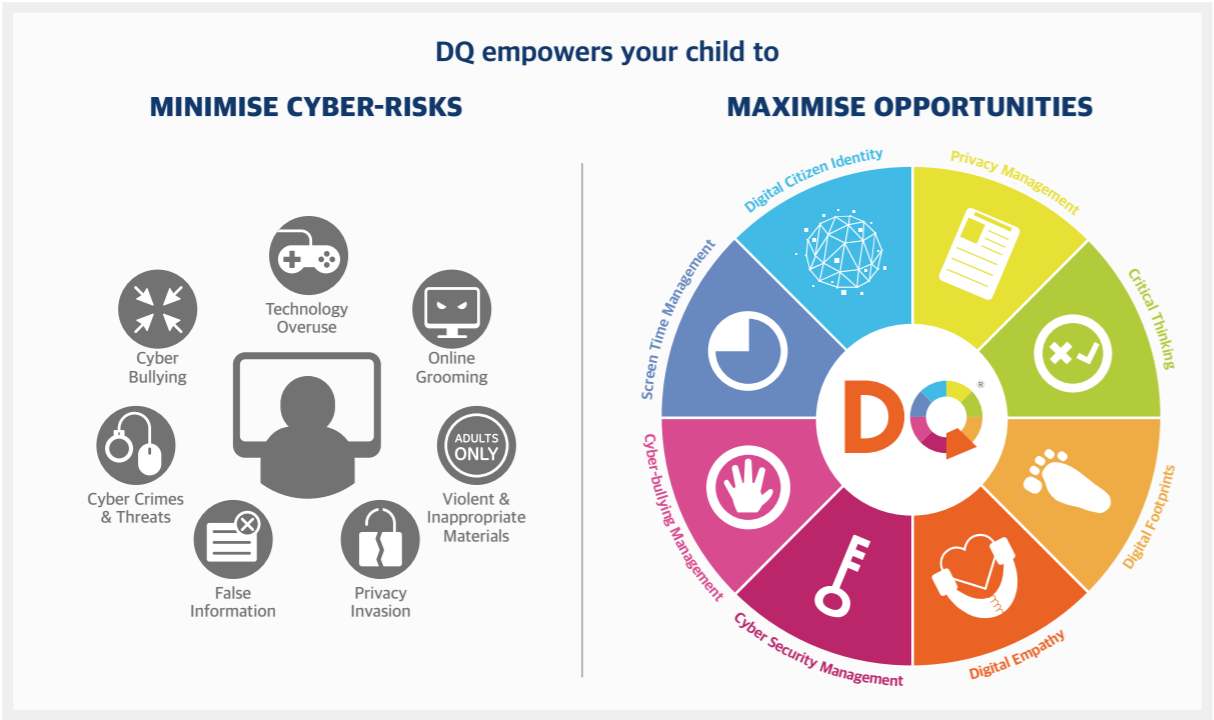 DQ empowers your child to
MINIMISE CYBER-RISKS
Technology
Overuse
Cyber
Bullying
Online
Grooming
Cyber Crimes
& Threats
ADULTS
ONLY
Violent &
Inappropriate
Materials
False
Information
Privacy
Invasion
MAXIMISE OPPORTUNITIES
Digital Citizen Identity
Privacy Management
Critical Thinking
Digital Footprints
Digital Empathy
Cyber Security Management
Cyber-bullying Management
Screen Time Management
DQ®